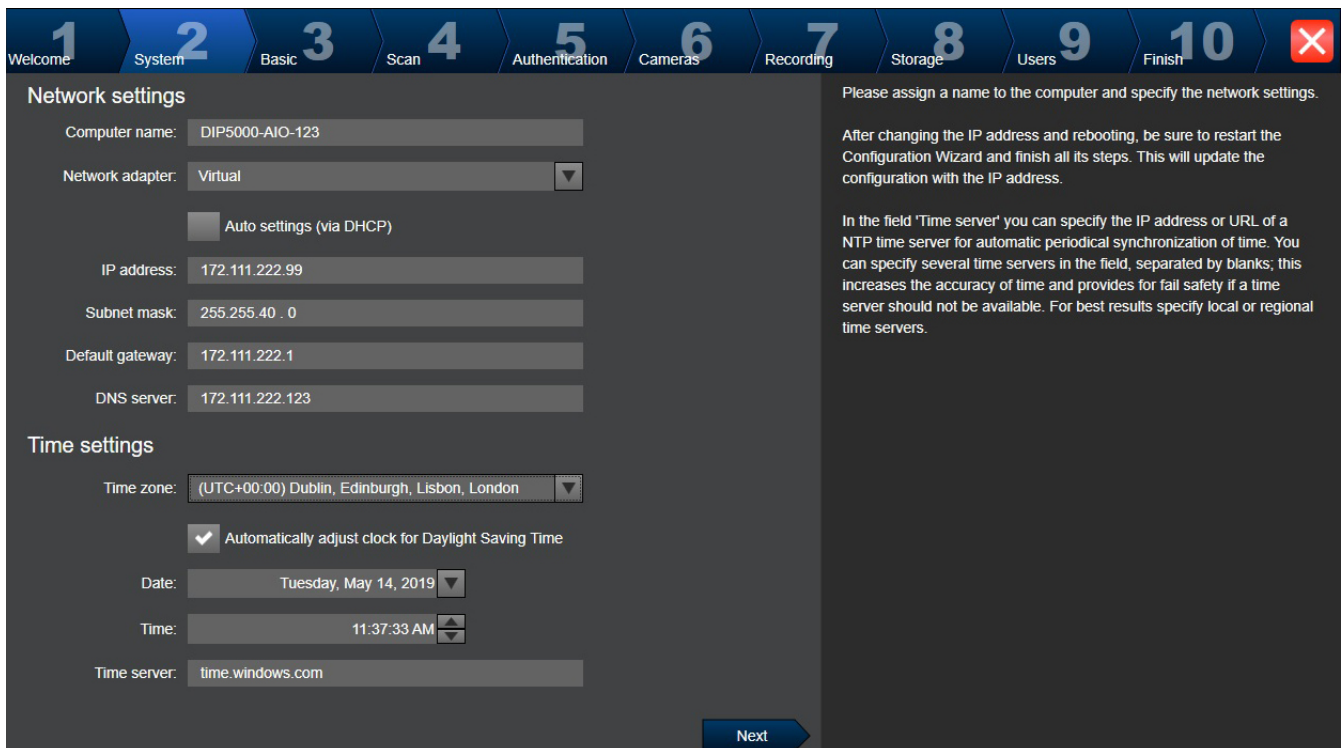 1 Welcome
2 System
3 Basic
4 Scan
5 Authentication
6 Cameras
7 Recording
8 Storage
9 Users
10 Finish
Network settings
Computer name: DIP5000-AIO-123
Network adapter: Virtual
Auto settings (via DHCP)
IP address: 172.111.222.99
Subnet mask: 255.255.40 . 0
Default gateway: 172.111.222.1
DNS server: 172.111.222.123
Time settings
Time zone: (UTC+00:00) Dublin, Edinburgh, Lisbon, London
Automatically adjust clock for Daylight Saving Time
Date: Tuesday, May 14, 2019
Time: 11:37:33 AM
Time server: time.windows.com
Next
Please assign a name to the computer and specify the network settings.
After changing the IP address and rebooting, be sure to restart the
Configuration Wizard and finish all its steps. This will update the
configuration with the IP address.
In the field 'Time server' you can specify the IP address or URL of a
NTP time server for automatic periodical synchronization of time. You
can specify several time servers in the field, separated by blanks; this
increases the accuracy of time and provides for fail safety if a time
server should not be available. For best results specify local or regional
time servers.